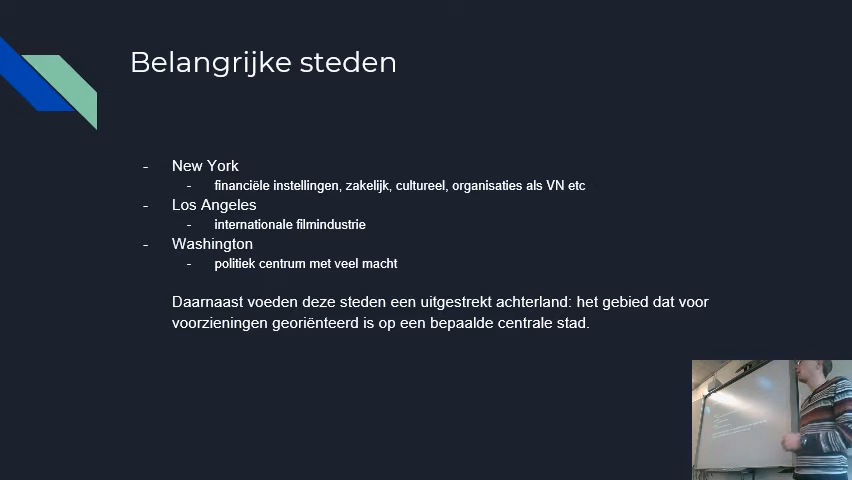 Belangrijke steden
- New York
- financiële instellingen, zakelijk, cultureel, organisaties als VN etc
- Los Angeles
- internationale filmindustrie
- Washington
- politiek centrum met veel macht
Daarnaast voeden deze steden een uitgestrekt achterland: het gebied dat voor
voorzieningen georiënteerd is op een bepaalde centrale stad.